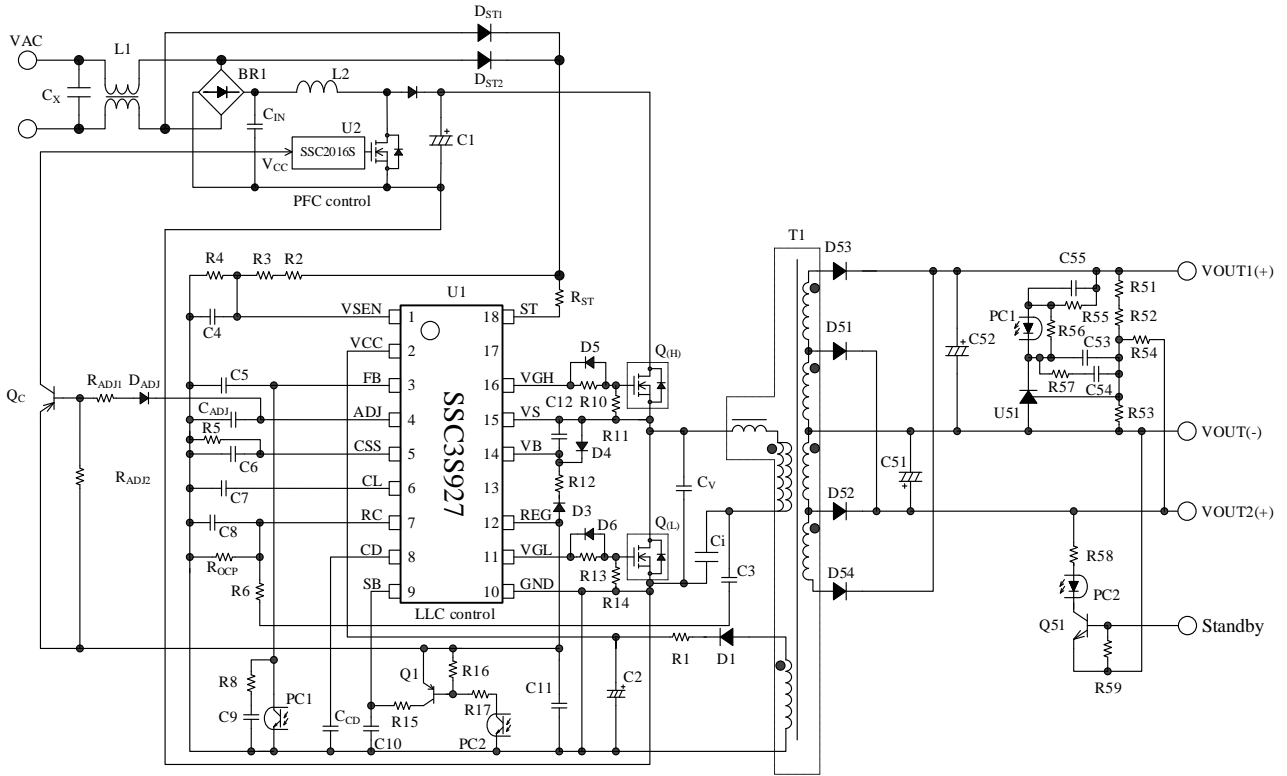 DST1
VAC
L1
DST2
BR1
L2
CX
CIN
U2
C1
SSC2016S
VCC
PFC control
T1
D53
R4
R3
R2
C55
VOUT1(+)
U1
RST
R51
VSEN
1
18
ST
C4
PC1
R55
R52
R56
VCC
2
17
D5
Q(H)
D51
C52
C53
R54
RADJ1
DADJ
C5
FB
3
16
VGH
R10
R57
C54
QC
CADJ
ADJ
4
15
VS
C12
R11
U51
R53
R5
VOUT(-)
CSS
5
14
VB
D4
C6
C51
RADJ2
SSC3S927
R12
CV
C7
CL
6
13
D3
C8
RC
7
12
REG
D6
Q(L)
D52
VOUT2(+)
CD
8
11
VGL
Ci
R58
ROCP
R13
C3
R6
SB
9
10
GND
R14
D54
PC2
LLC control
Q51
Standby
R1
D1
R16
Q1
C2
R59
R8
C11
PC1
R17
C9
R15
CCD
C10
PC2